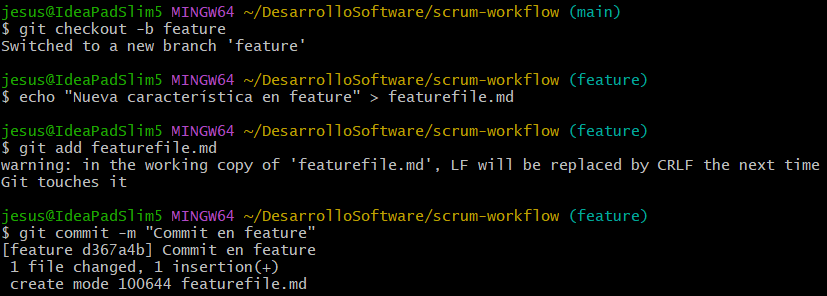 jesus@IdeaPadSlim5 MINGW64 ~/DesarrolloSoftware/scrum-workflow (main)
$ git checkout -b feature
Switched to a new branch 'feature'
jesus@IdeaPadSlim5 MINGW64 ~/DesarrolloSoftware/scrum-workflow (feature)
$ echo "Nueva característica en feature" > featurefile.md
jesus@IdeaPadSlim5 MINGW64 ~/DesarrolloSoftware/scrum-workflow (feature)
$ git add featurefile.md
warning: in the working copy of 'featurefile.md', LF will be replaced by CRLF the next time
Git touches it
jesus@IdeaPadSlim5 MINGW64 ~/DesarrolloSoftware/scrum-workflow (feature)
$ git commit -m "Commit en feature"
[feature d367a4b] Commit en feature
 1 file changed, 1 insertion(+)
 create mode 100644 featurefile.md